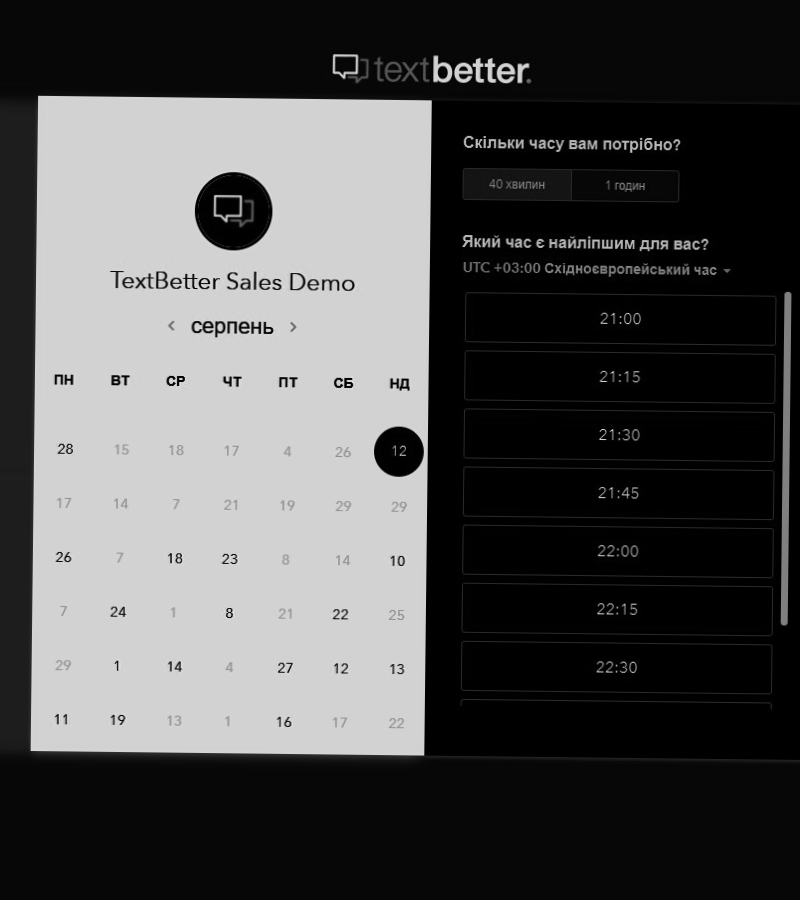 textbetter.
TextBetter Sales Demo
серпень
ПН ВТ СР ЧТ ПТ СБ НД
28 15 18 17 4 26 12
17 14 7 21 19 29 29
26 7 18 23 8 14 10
7 24 1 8 21 22 25
29 1 14 4 27 12 13
11 19 13 1 16 17 22
Скільки часу вам потрібно?
40 хвилин 1 годин
Який час є найліпшим для вас?
UTC +03:00 Східноєвропейський час
21:00
21:15
21:30
21:45
22:00
22:15
22:30